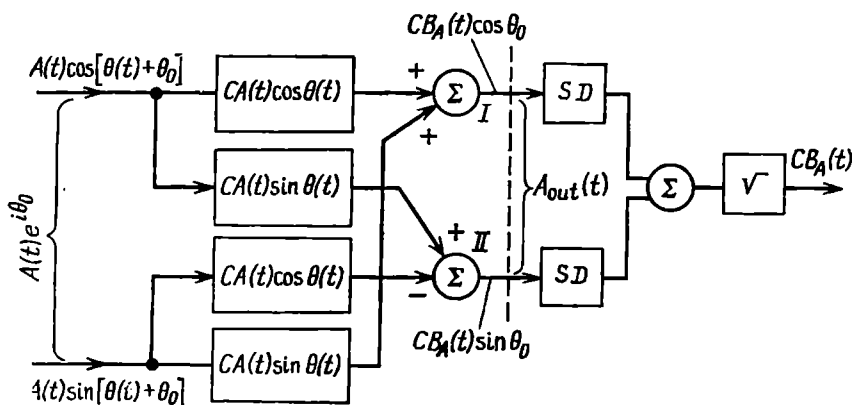 CB_A(t)cosθ_0
A(t)cos[θ(t)+θ_0]
CA(t)cosθ(t)
+
Σ
I
+
SD
CA(t)sinθ(t)
A(t)e^{iθ_0}
A_out(t)
Σ
√
CB_A(t)
+
II
CA(t)cosθ(t)
Σ
−
SD
CB_A(t)sinθ_0
CA(t)sinθ(t)
A(t)sin[θ(t)+θ_0]